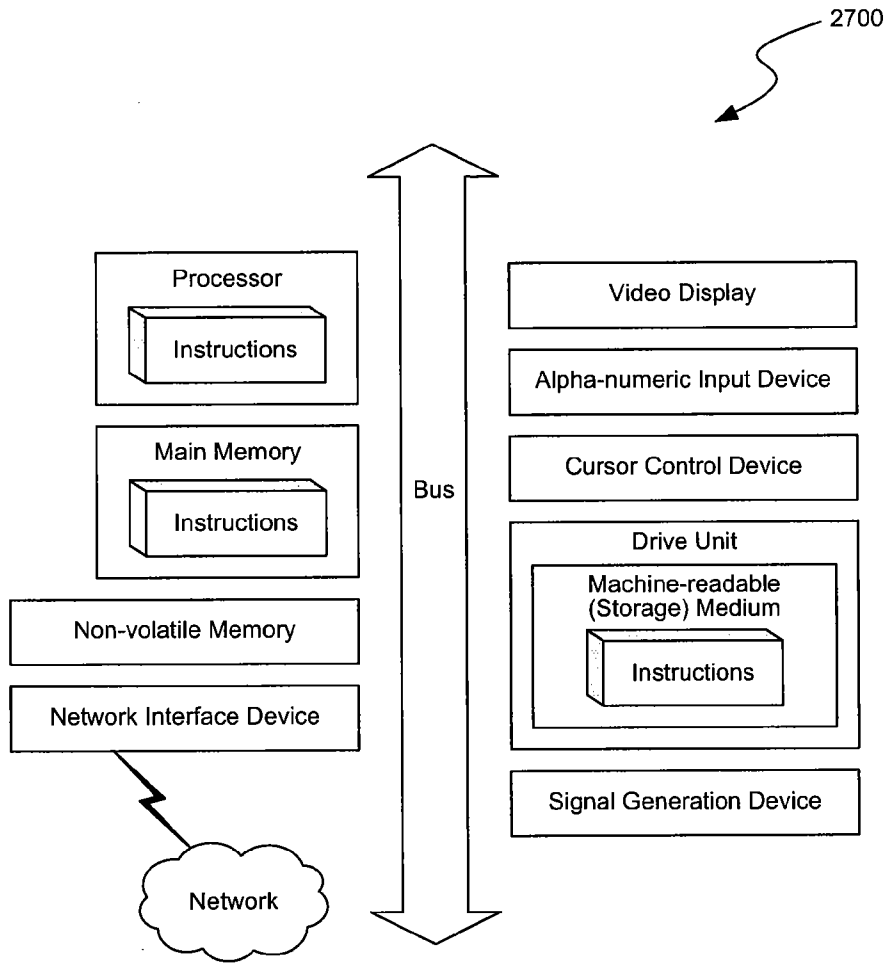 2700
Processor
Instructions
Main Memory
Instructions
Non-volatile Memory
Network Interface Device
Network
Bus
Video Display
Alpha-numeric Input Device
Cursor Control Device
Drive Unit
Machine-readable
(Storage) Medium
Instructions
Signal Generation Device